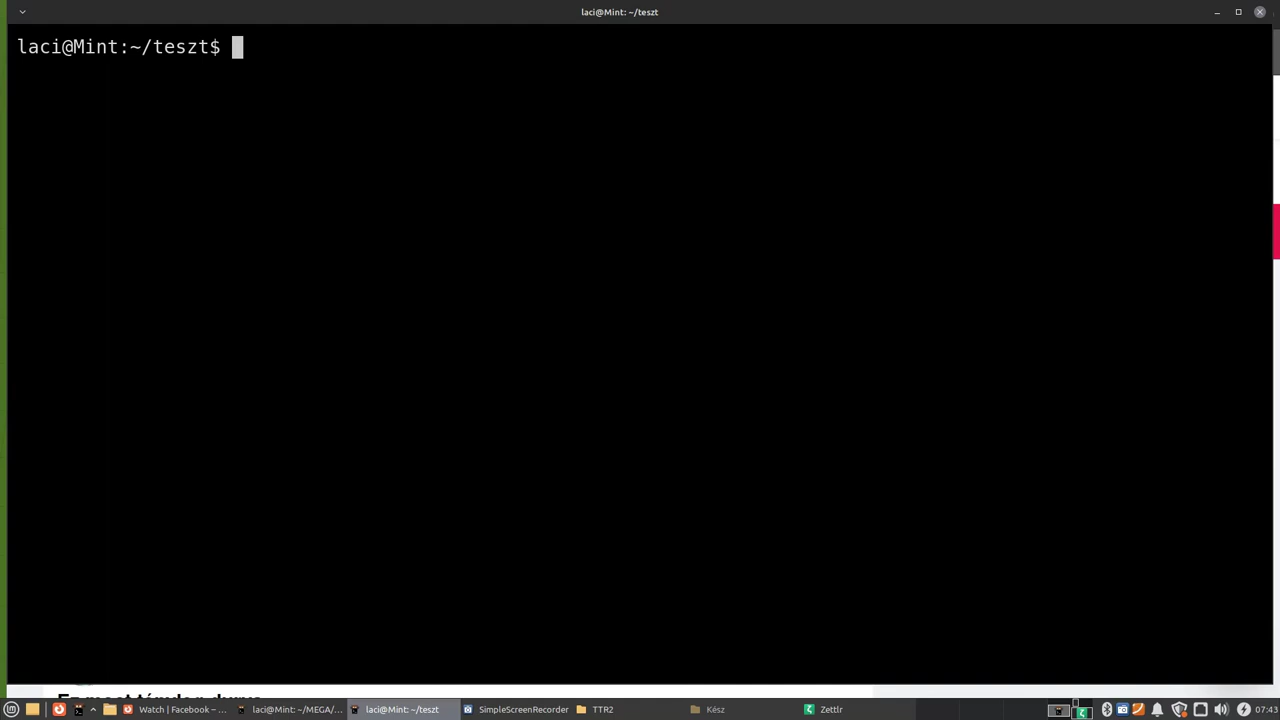 laci@Mint: ~/teszt
laci@Mint:~/teszt$
Watch | Facebook – ...
laci@Mint: ~/MEGA/...
laci@Mint: ~/teszt
SimpleScreenRecorder
TTR2
Kész
Zettlr
07:43